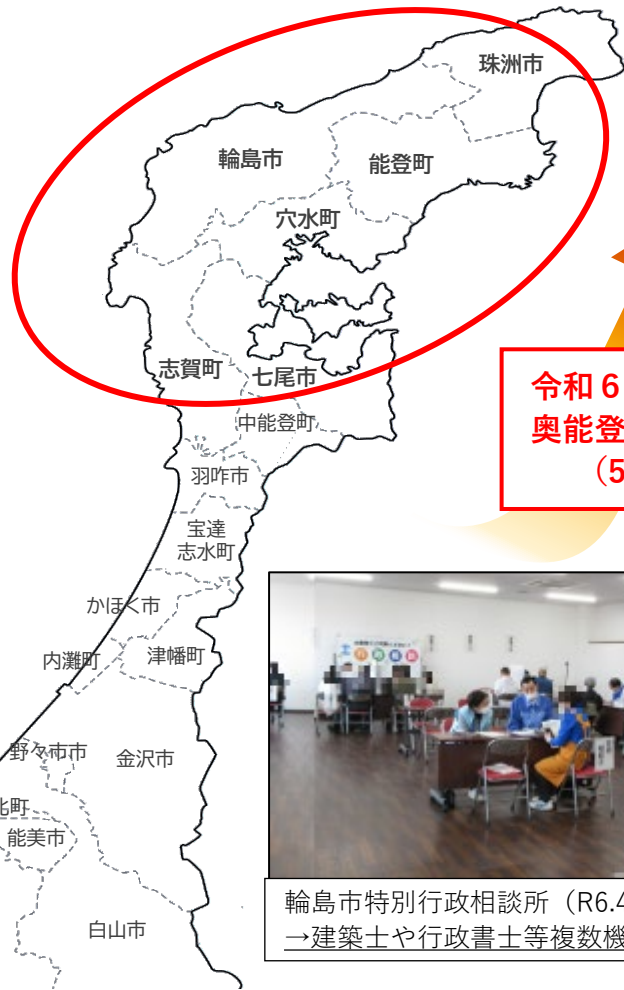 珠洲市
輪島市
能登町
穴水町
志賀町
七尾市
中能登町
羽咋市
宝達
志水町
かほく市
内灘町
津幡町
野々市市
金沢市
北町
能美市
白山市
令和６
奥能登
（5
輪島市特別行政相談所（R6.4
→建築士や行政書士等複数機